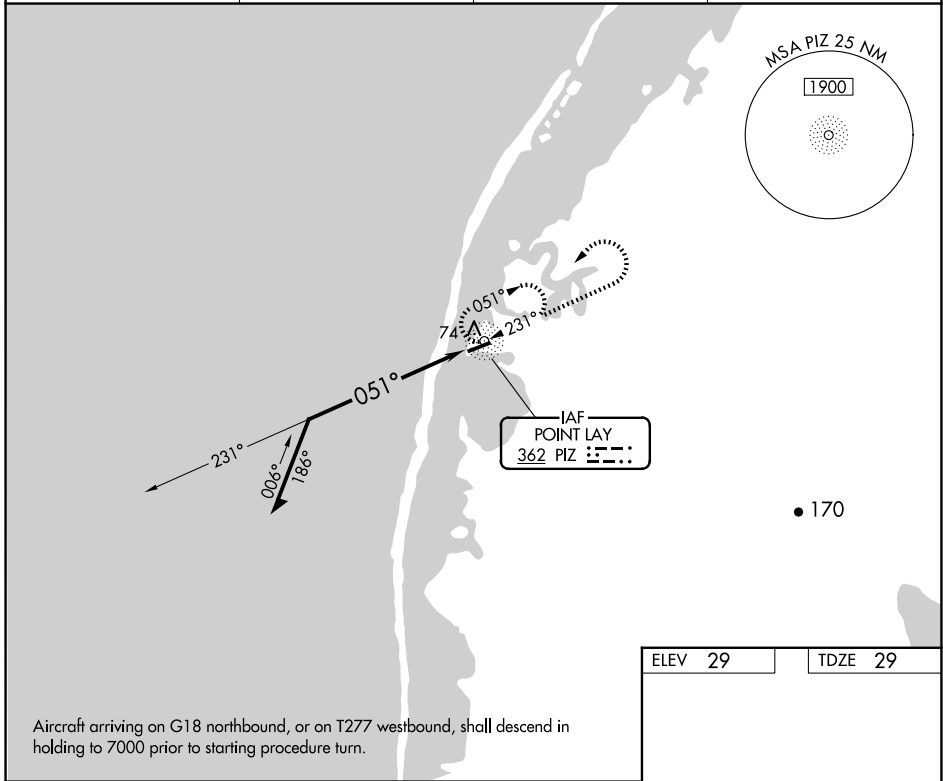 MSA PIZ 25 NM
1900
051°
74
231°
051°
IAF
POINT LAY
362 PIZ
231°
006°
186°
170
ELEV 29
TDZE 29
Aircraft arriving on G18 northbound, or on T277 westbound, shall descend in
holding to 7000 prior to starting procedure turn.